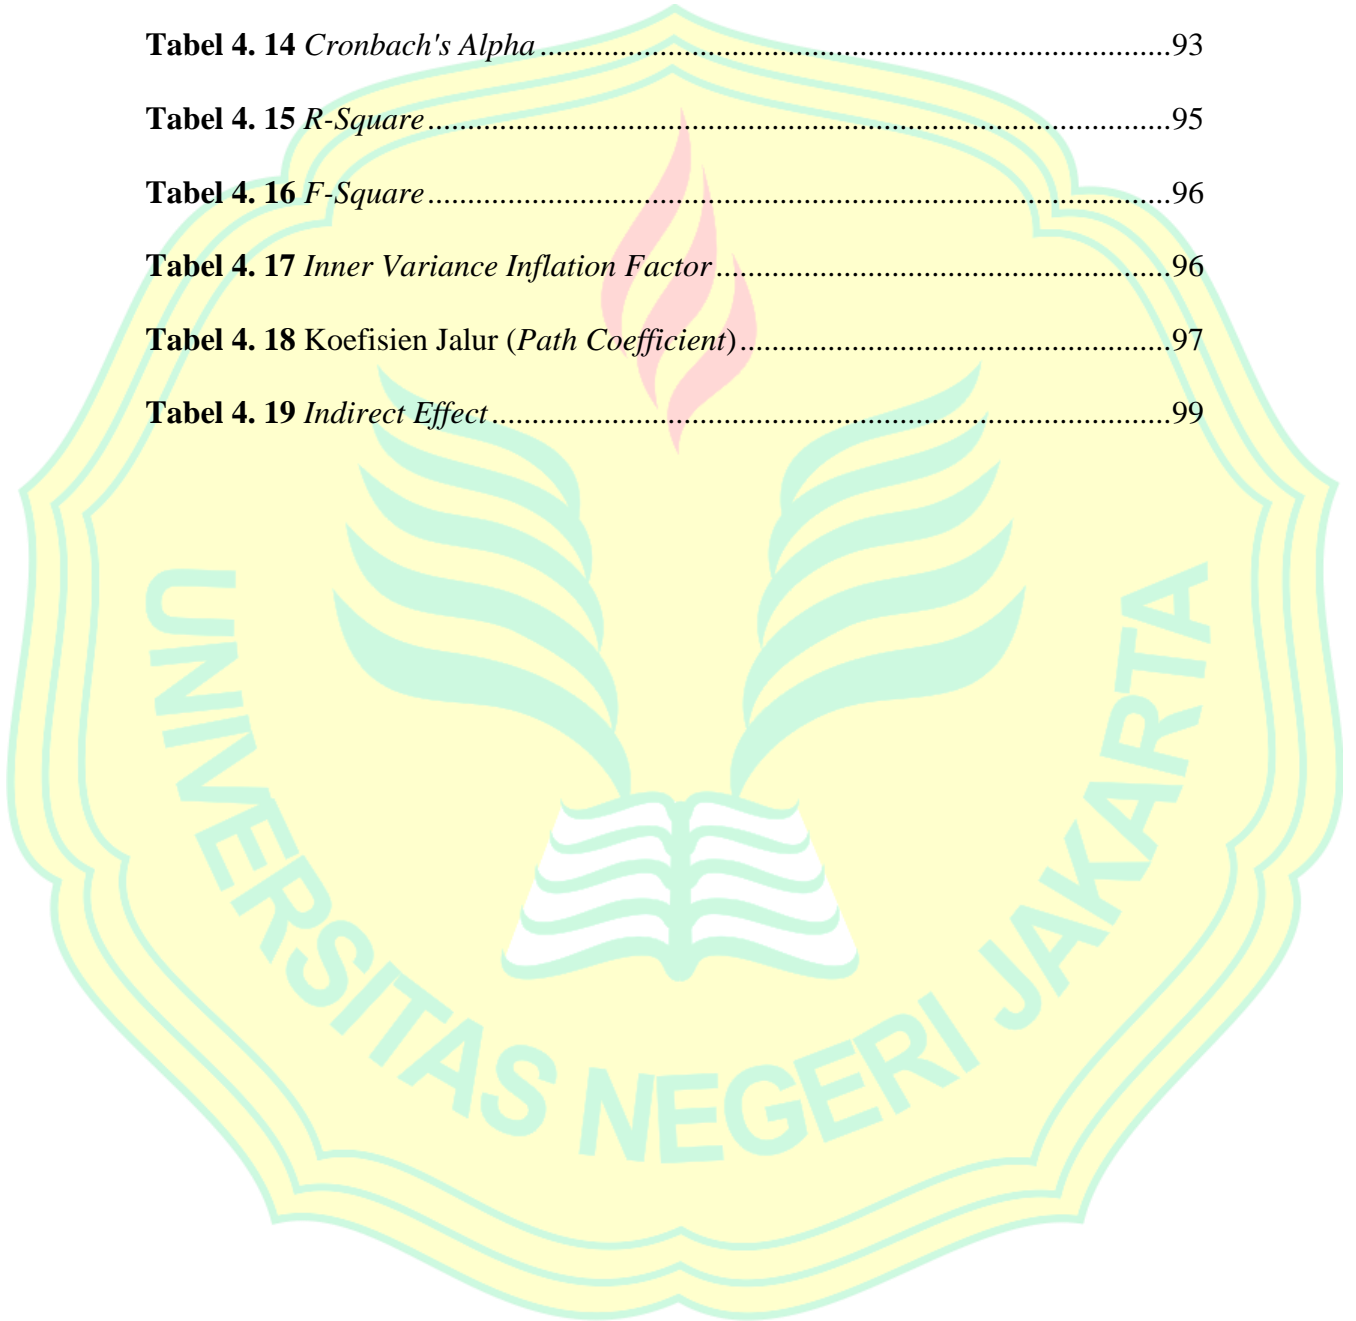 Tabel 4. 14 Cronbach's Alpha ................................................................................93
Tabel 4. 15 R-Square ..............................................................................................95
Tabel 4. 16 F-Square ..............................................................................................96
Tabel 4. 17 Inner Variance Inflation Factor .........................................................96
Tabel 4. 18 Koefisien Jalur (Path Coefficient) ......................................................97
Tabel 4. 19 Indirect Effect ......................................................................................99
UNIVERSITAS NEGERI JAKARTA